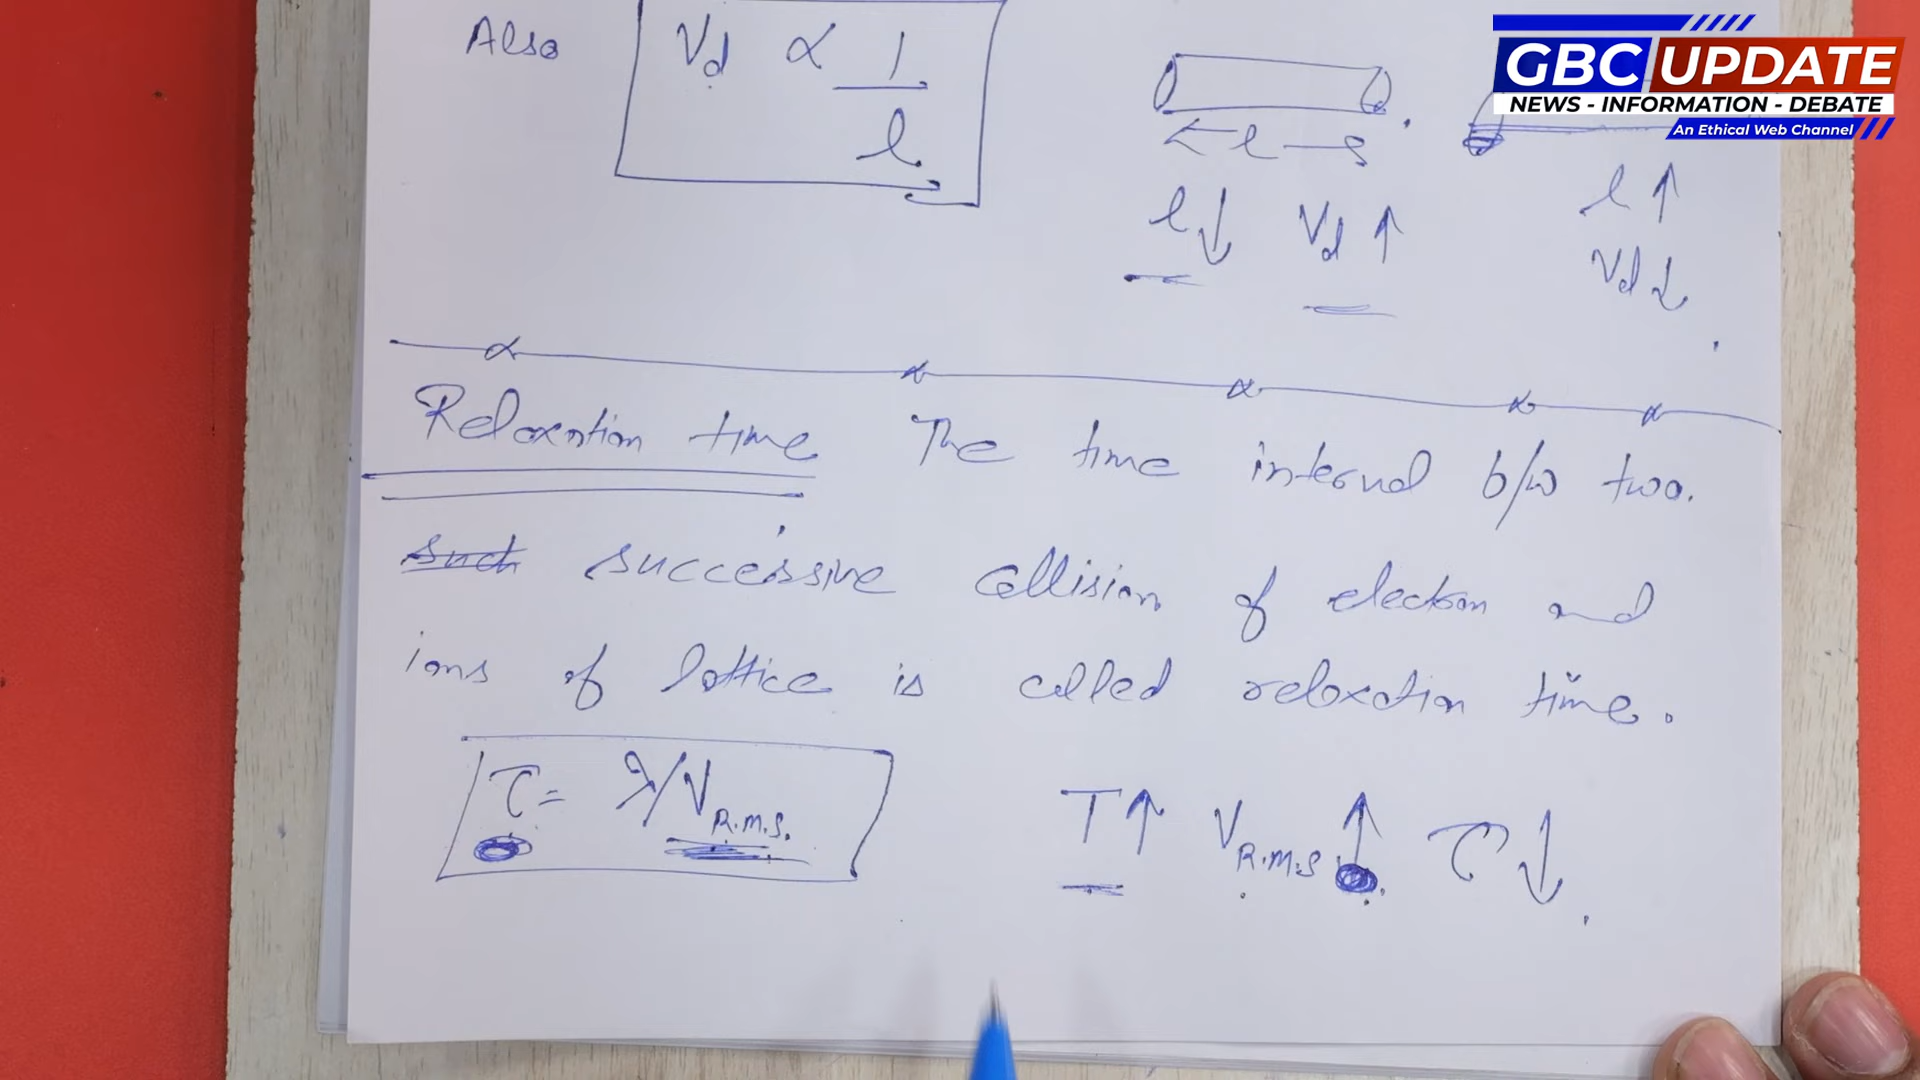 GBC UPDATE
NEWS - INFORMATION - DEBATE
An Ethical Web Channel
Also Vd ∝ 1/l
← l →
l ↓ Vd ↑
l ↑
Vd ↓
Relaxation time The time interval b/w two.
such successive collision of electron and
ions of lattice is called relaxation time.
τ = λ/V R.M.S.
T↑ V R.M.S ↑ τ ↓